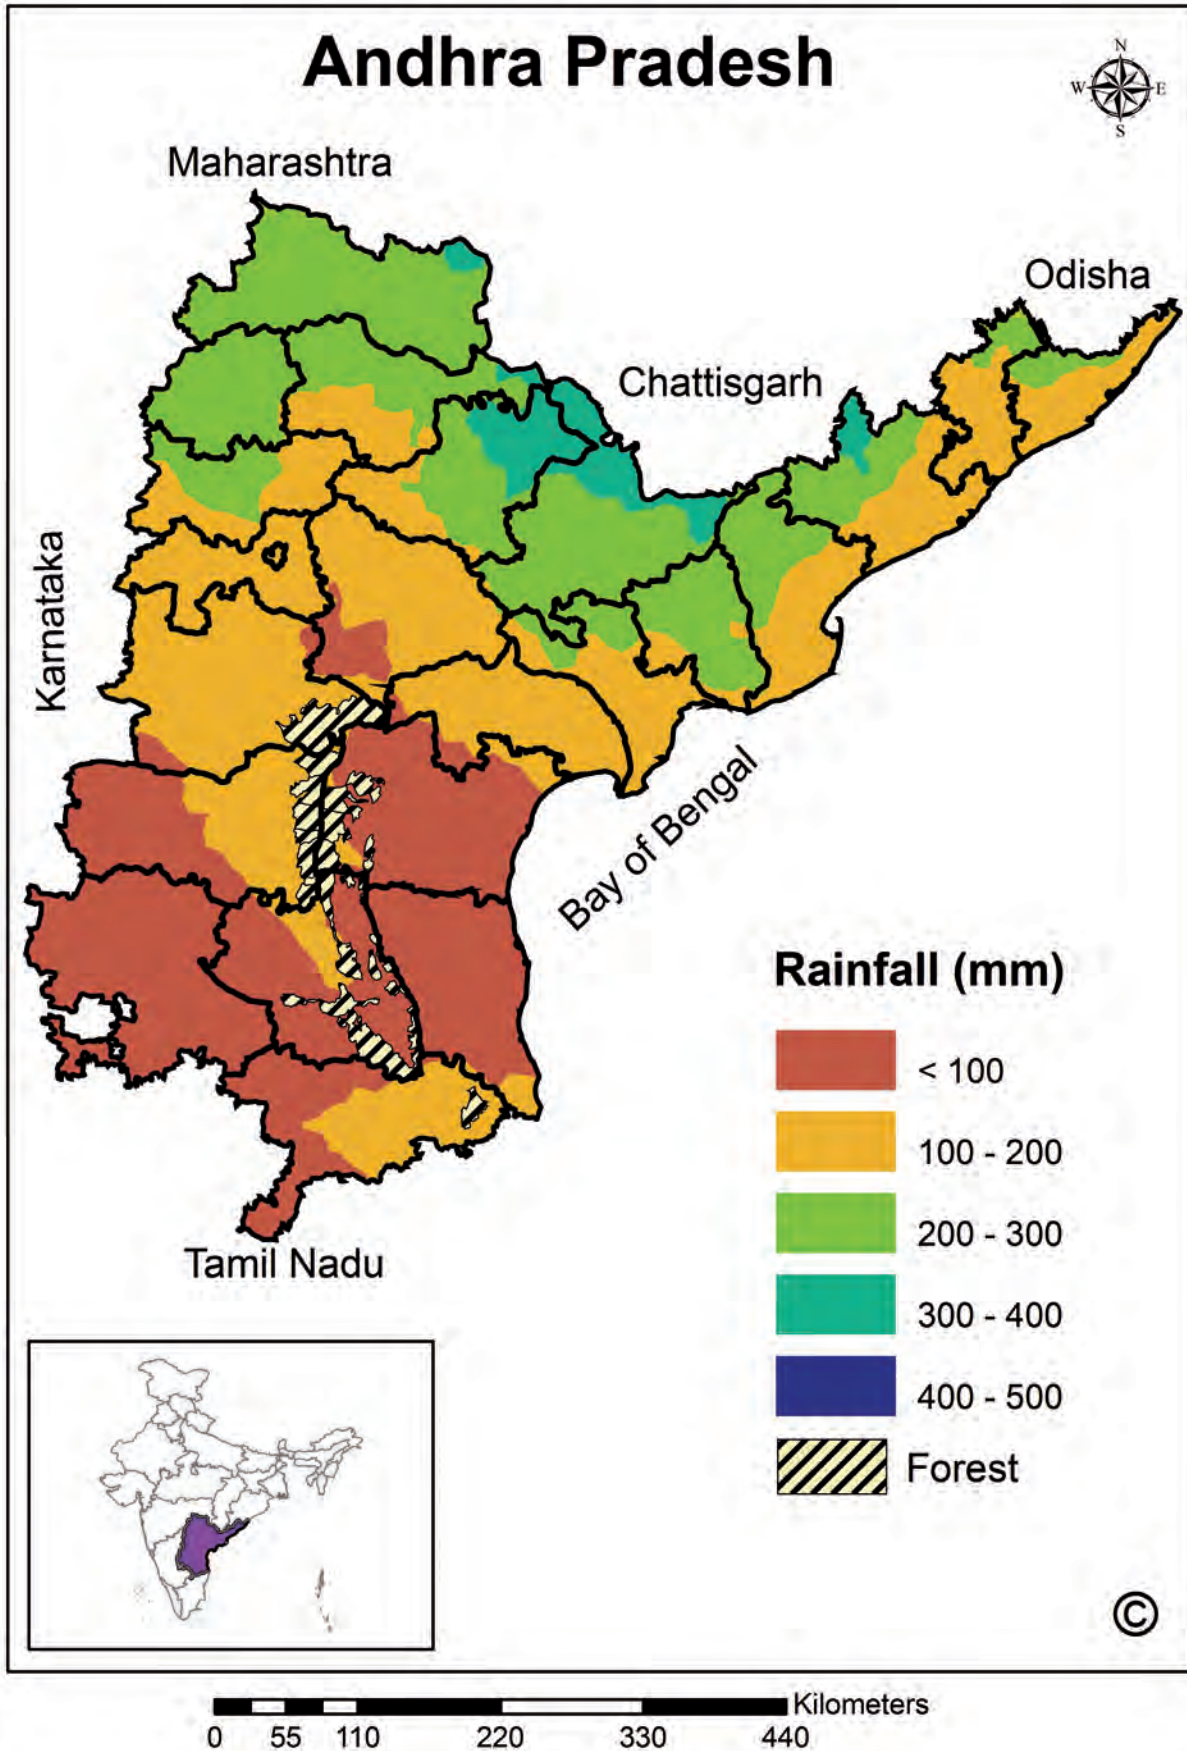 Andhra Pradesh
N
W
E
S
Maharashtra
Odisha
Chattisgarh
Karnataka
Bay of Bengal
Tamil Nadu
Rainfall (mm)
< 100
100 - 200
200 - 300
300 - 400
400 - 500
Forest
©
Kilometers
0 55 110 220 330 440